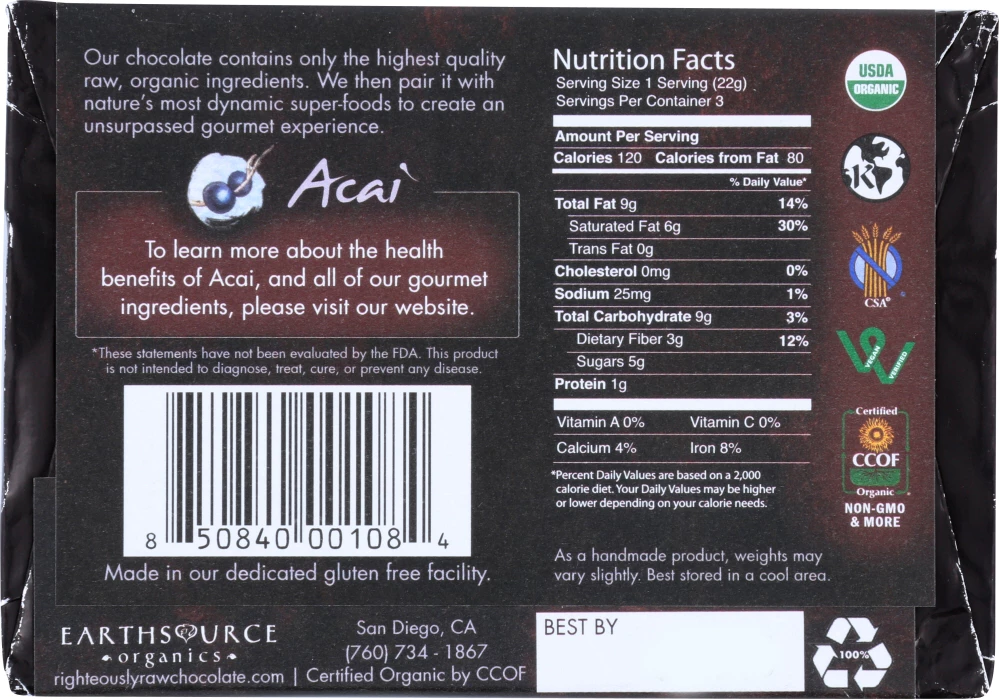 Our chocolate contains only the highest quality
raw, organic ingredients. We then pair it with
nature's most dynamic super-foods to create an
unsurpassed gourmet experience.
Acai
To learn more about the health
benefits of Acai, and all of our gourmet
ingredients, please visit our website.
*These statements have not been evaluated by the FDA. This product
is not intended to diagnose, treat, cure, or prevent any disease.
8 50840 00108 4
Made in our dedicated gluten free facility.
Nutrition Facts
Serving Size 1 Serving (22g)
Servings Per Container 3
Amount Per Serving
Calories 120 Calories from Fat 80
% Daily Value*
Total Fat 9g 14%
Saturated Fat 6g 30%
Trans Fat 0g
Cholesterol 0mg 0%
Sodium 25mg 1%
Total Carbohydrate 9g 3%
Dietary Fiber 3g 12%
Sugars 5g
Protein 1g
Vitamin A 0% Vitamin C 0%
Calcium 4% Iron 8%
*Percent Daily Values are based on a 2,000
calorie diet. Your Daily Values may be higher
or lower depending on your calorie needs.
As a handmade product, weights may
vary slightly. Best stored in a cool area.
USDA
ORGANIC
K
CSA®
VEGAN
VERIFIED
Certified
CCOF
Organic
NON-GMO
& MORE
EARTHSOURCE
organics
San Diego, CA
(760) 734 - 1867
righteouslyrawchocolate.com | Certified Organic by CCOF
BEST BY
100%